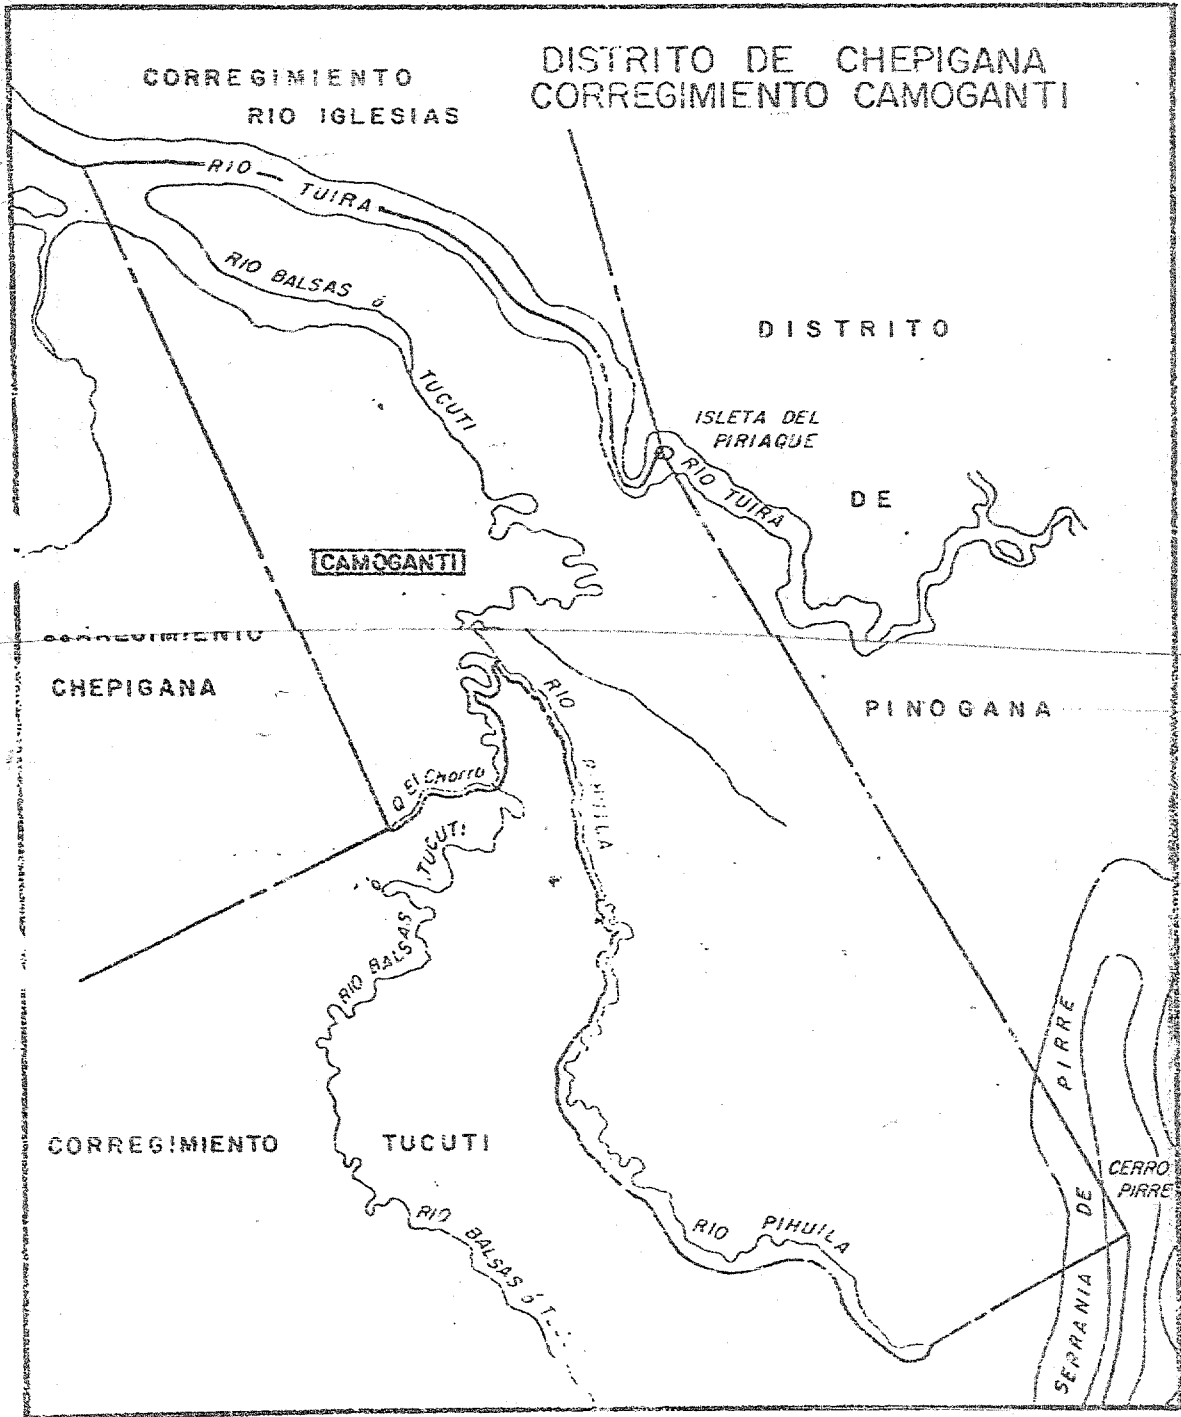 DISTRITO DE CHEPIGANA
CORREGIMIENTO CAMOGANTI
CORREGIMIENTO
RIO IGLESIAS
RIO TUIRA
RIO BALSAS ó
TUCUTI
DISTRITO
ISLETA DEL
PIRIAQUE
RIO TUIRA
DE
CAMOGANTI
CORREGIMIENTO
CHEPIGANA
RIO
PINOGANA
Q El Chorro
TUCUTI
ó
RIO BALSAS
PIRRE
CORREGIMIENTO TUCUTI
CERRO
PIRRE
DE
RIO PIHUILA
RIO BALSAS ó
SERRANIA